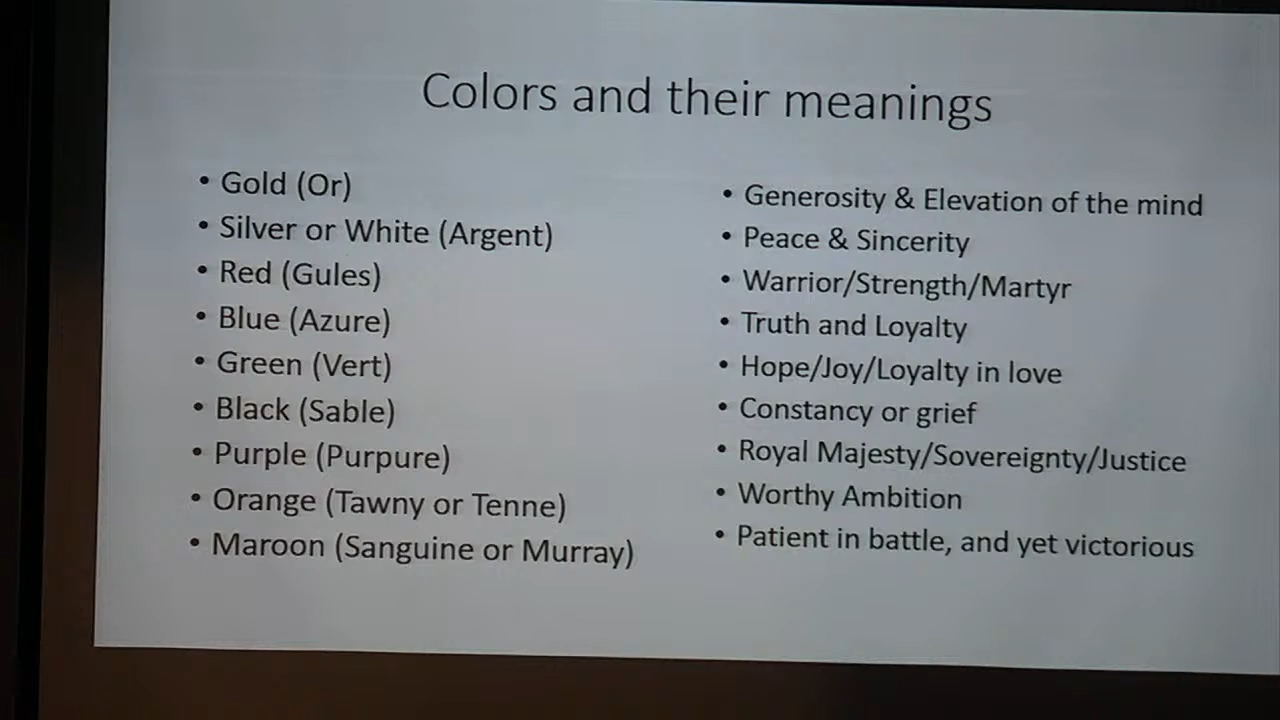 Colors and their meanings
• Gold (Or)
• Silver or White (Argent)
• Red (Gules)
• Blue (Azure)
• Green (Vert)
• Black (Sable)
• Purple (Purpure)
• Orange (Tawny or Tenne)
• Maroon (Sanguine or Murray)
• Generosity & Elevation of the mind
• Peace & Sincerity
• Warrior/Strength/Martyr
• Truth and Loyalty
• Hope/Joy/Loyalty in love
• Constancy or grief
• Royal Majesty/Sovereignty/Justice
• Worthy Ambition
• Patient in battle, and yet victorious